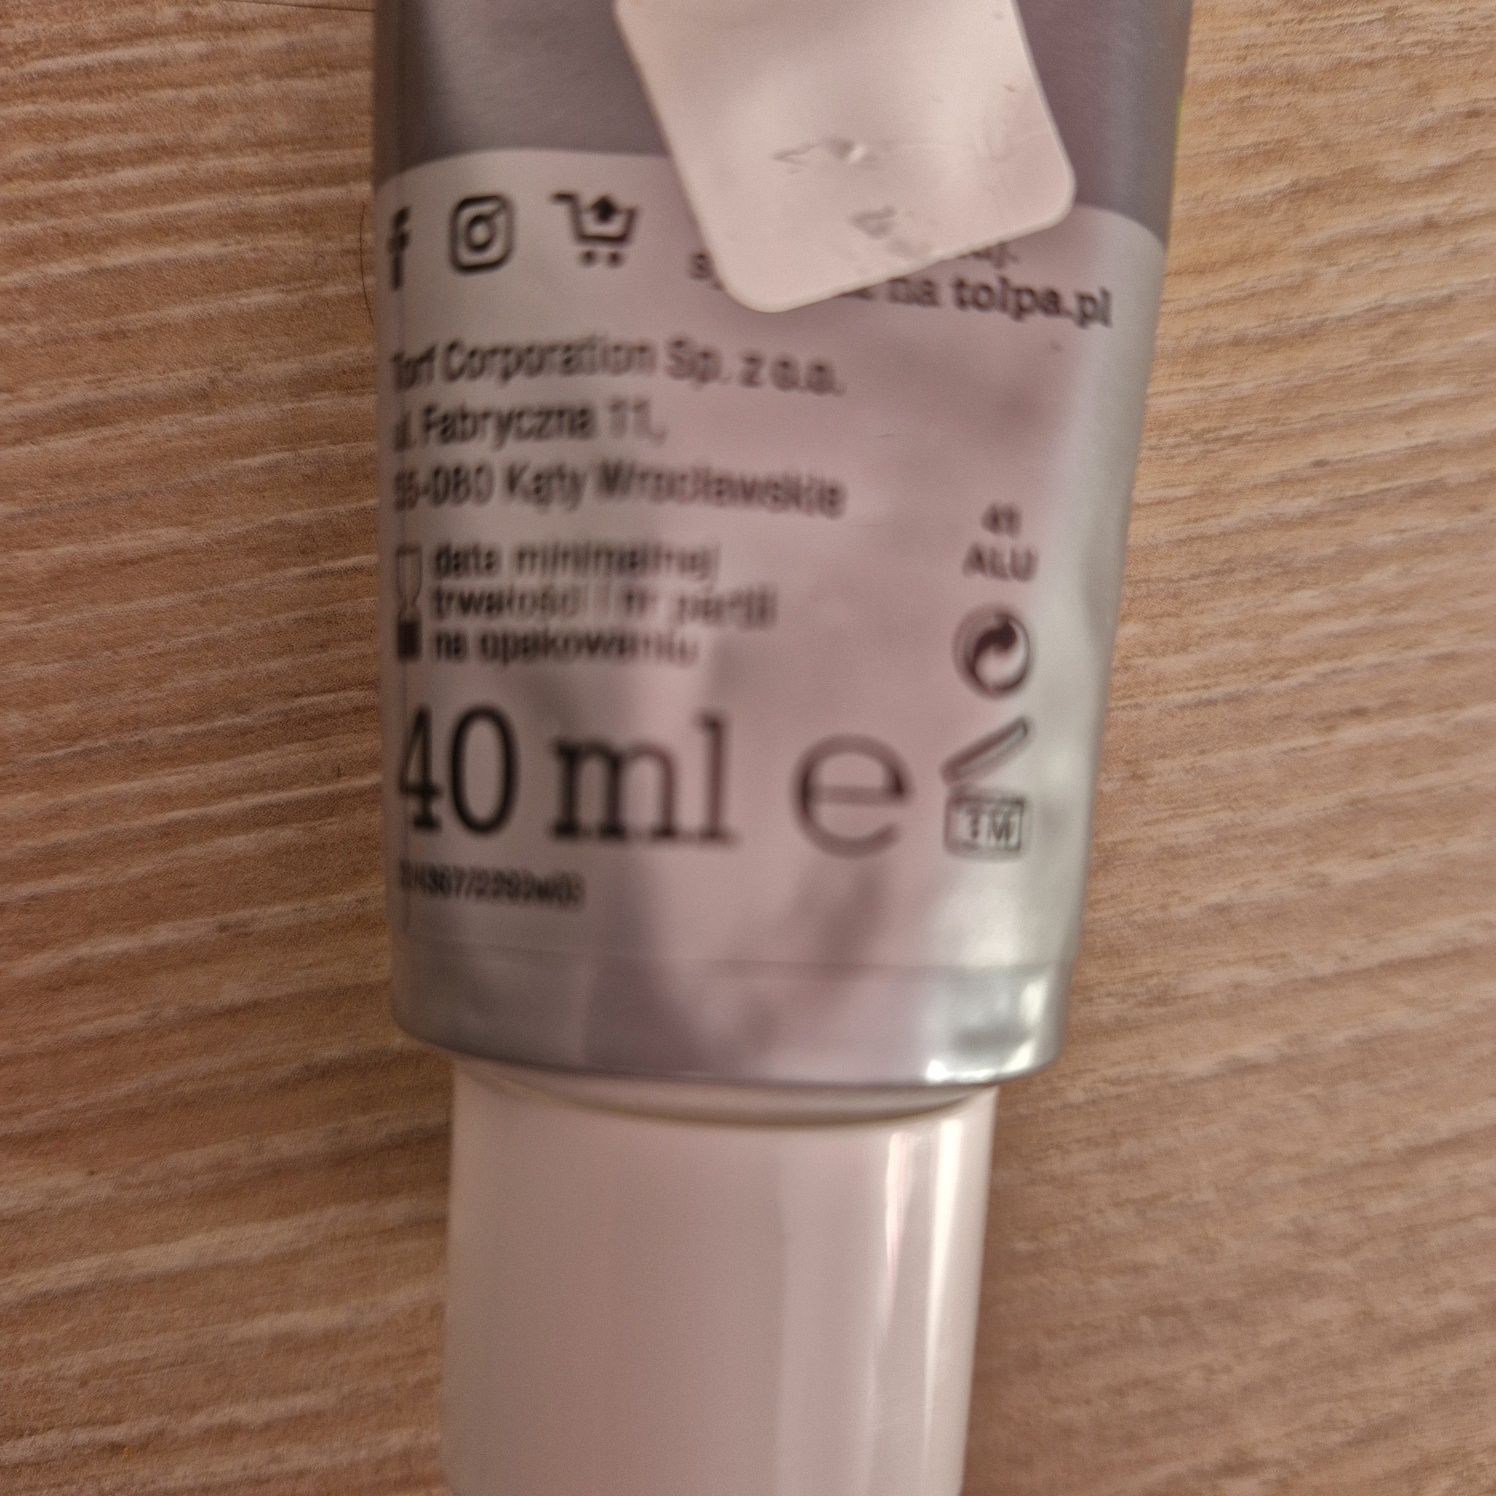 na tolpa.pl
Torf Corporation Sp. z o.o.
ul. Fabryczna 11,
55-080 Kąty Wrocławskie
data minimalnej
trwałości i nr partii
na opakowaniu
41
ALU
40 ml e
3M